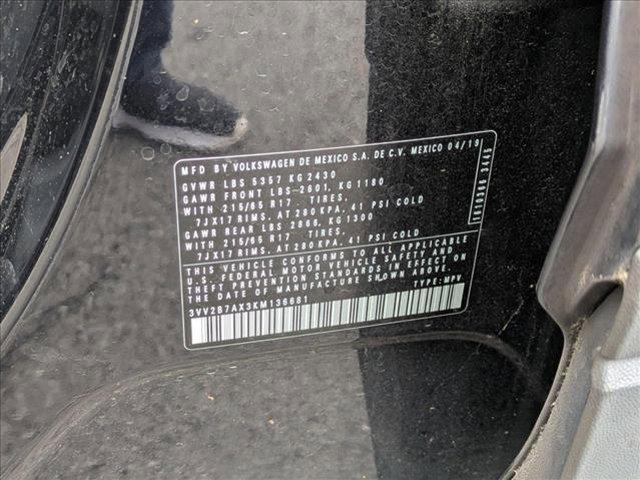 MFD BY VOLKSWAGEN DE MEXICO S.A. DE C.V. MEXICO 04/19
GVWR LBS 5357 KG 2430
GAWR FRONT LBS-2601, KG 1180
WITH 215/65 R17 . TIRES,
7JX17 RIMS, AT 280 KPA, 41 PSI COLD
GAWR REAR LBS 2866, KG 1300
WITH 215/65 R17 . TIRES,
7JX17 RIMS, AT 280 KPA, 41 PSI COLD
THIS VEHICLE CONFORMS TO ALL APPLICABLE
U.S. FEDERAL MOTOR VEHICLE SAFETY AND
THEFT PREVENTION STANDARDS IN EFFECT ON
THE DATE OF MANUFACTURE SHOWN ABOVE.
TYPE: MPV
3VV2B7AX3KM136681